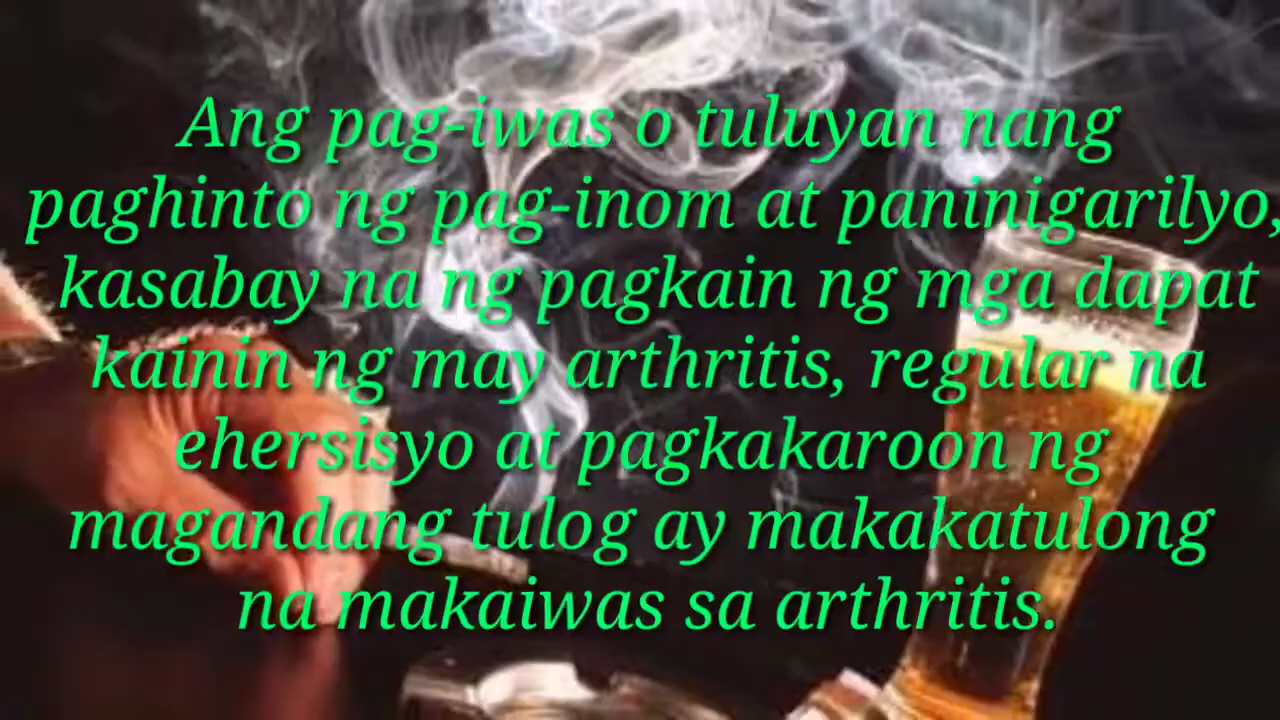 Ang pag-iwas o tuluyan nang
paghinto ng pag-inom at paninigarilyo,
kasabay na ng pagkain ng mga dapat
kainin ng may arthritis, regular na
ehersisyo at pagkakaroon ng
magandang tulog ay makakatulong
na makaiwas sa arthritis.